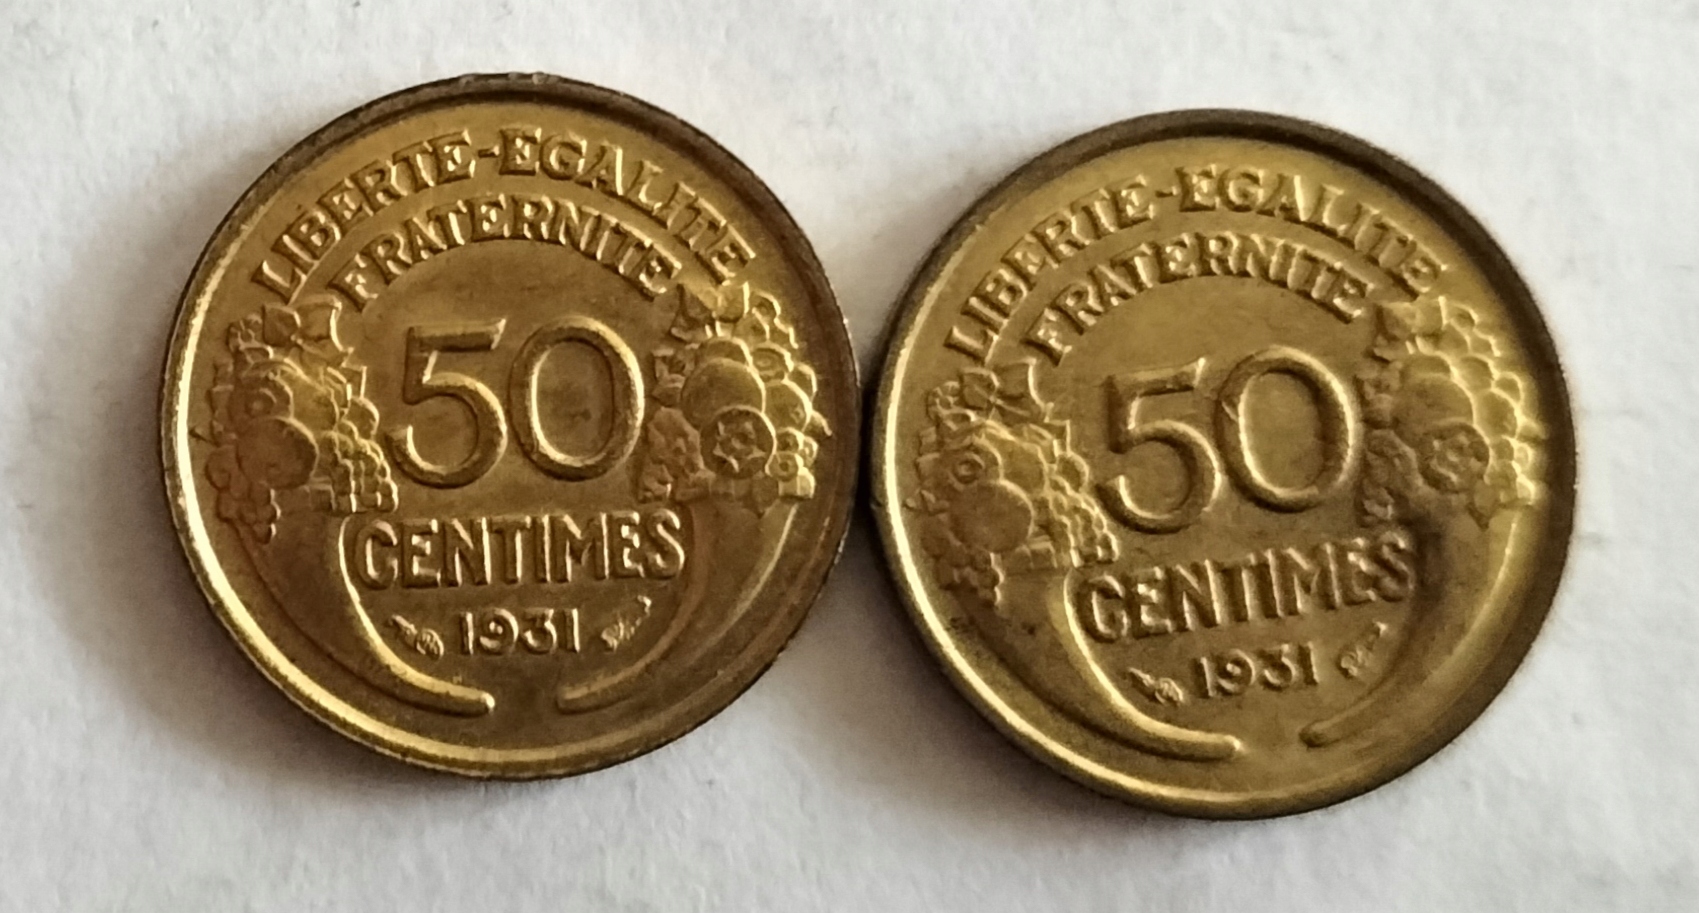 LIBERTE-EGALITE
FRATERNITE
50
CENTIMES
1931
LIBERTE-EGALITE
FRATERNITE
50
CENTIMES
1931